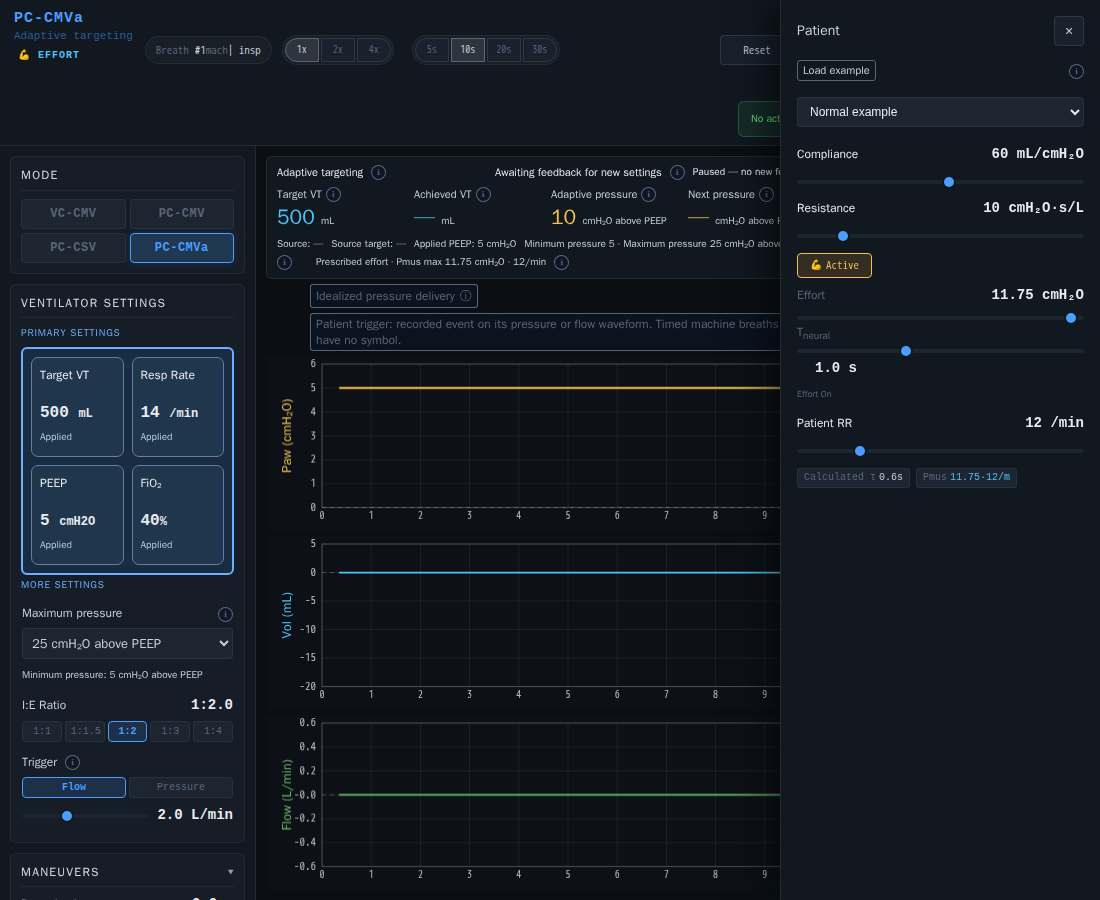 PC-CMVa
Adaptive targeting
💪 EFFORT
Breath #1 mach| insp
1x 2x 4x
5s 10s 20s 30s
Reset
No act
MODE
VC-CMV PC-CMV
PC-CSV PC-CMVa
VENTILATOR SETTINGS
PRIMARY SETTINGS
Target VT
500 mL
Applied
Resp Rate
14 /min
Applied
PEEP
5 cmH2O
Applied
FiO₂
40%
Applied
MORE SETTINGS
Maximum pressure
25 cmH₂O above PEEP
Minimum pressure: 5 cmH₂O above PEEP
I:E Ratio 1:2.0
1:1 1:1.5 1:2 1:3 1:4
Trigger
Flow Pressure
2.0 L/min
MANEUVERS ▾
Adaptive targeting
Awaiting feedback for new settings
Paused — no new f
Target VT
500 mL
Achieved VT
— mL
Adaptive pressure
10 cmH₂O above PEEP
Next pressure
— cmH₂O above P
Source: — Source target: — Applied PEEP: 5 cmH₂O Minimum pressure 5 · Maximum pressure 25 cmH₂O above
Prescribed effort · Pmus max 11.75 cmH₂O · 12/min
Idealized pressure delivery ⓘ
Patient trigger: recorded event on its pressure or flow waveform. Timed machine breaths
have no symbol.
Paw (cmH₂O)
6
5
4
3
2
1
0
0 1 2 3 4 5 6 7 8 9
Vol (mL)
5
0
−5
−10
−15
−20
0 1 2 3 4 5 6 7 8 9
Flow (L/min)
0.6
0.4
0.2
-0.0
-0.2
-0.4
-0.6
0 1 2 3 4 5 6 7 8 9
Patient ×
Load example
Normal example
Compliance 60 mL/cmH₂O
Resistance 10 cmH₂O·s/L
💪 Active
Effort 11.75 cmH₂O
Tneural
1.0 s
Effort On
Patient RR 12 /min
Calculated τ 0.6s
Pmus 11.75·12/m